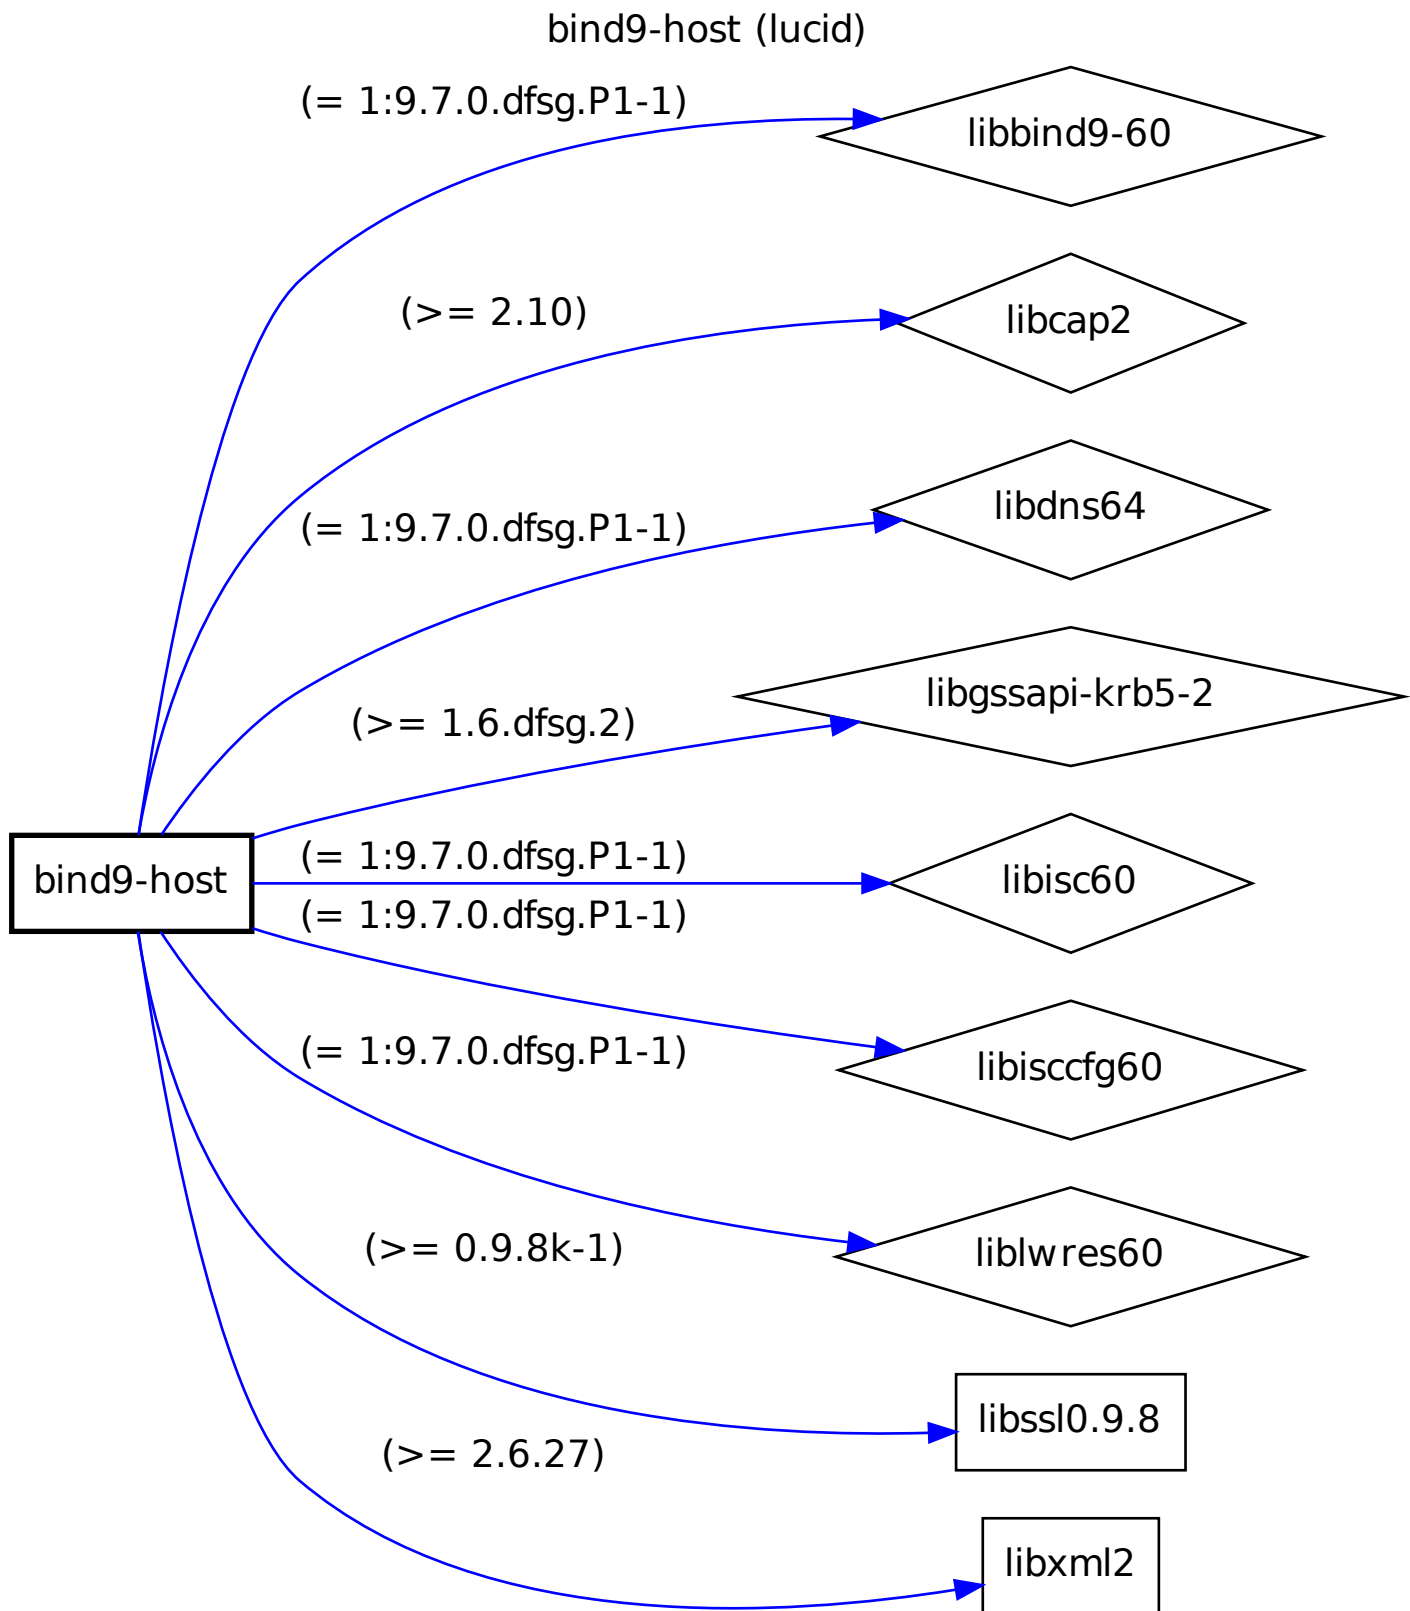 bind9-host (lucid)
(= 1:9.7.0.dfsg.P1-1)
libbind9-60
(>= 2.10)
libcap2
(= 1:9.7.0.dfsg.P1-1)
libdns64
(>= 1.6.dfsg.2)
libgssapi-krb5-2
bind9-host
(= 1:9.7.0.dfsg.P1-1)
libisc60
(= 1:9.7.0.dfsg.P1-1)
libisccfg60
(= 1:9.7.0.dfsg.P1-1)
liblwres60
(>= 0.9.8k-1)
libssl0.9.8
(>= 2.6.27)
libxml2